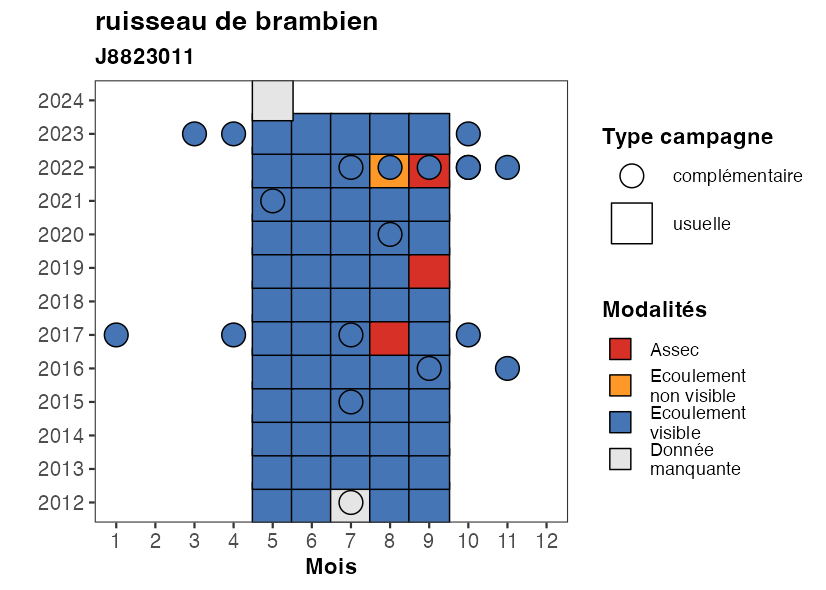 ruisseau de brambien
J8823011
2024
2023
2022
2021
2020
2019
2018
2017
2016
2015
2014
2013
2012
1 2 3 4 5 6 7 8 9 10 11 12
Mois
Type campagne
complémentaire
usuelle
Modalités
Assec
Ecoulement
non visible
Ecoulement
visible
Donnée
manquante